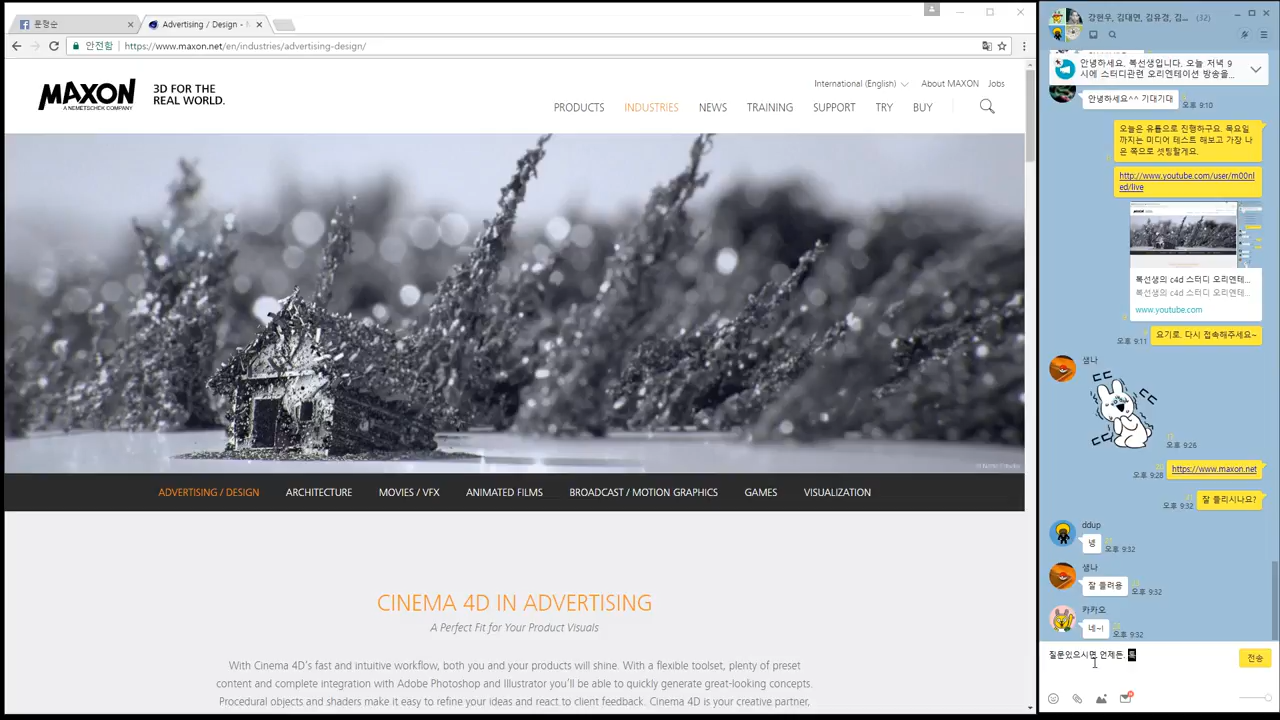 문형순
Advertising / Design -
안전함
https://www.maxon.net/en/industries/advertising-design/
MAXON
A NEMETSCHEK COMPANY
3D FOR THE
REAL WORLD.
International (English)
About MAXON
Jobs
PRODUCTS
INDUSTRIES
NEWS
TRAINING
SUPPORT
TRY
BUY
ADVERTISING / DESIGN
ARCHITECTURE
MOVIES / VFX
ANIMATED FILMS
BROADCAST / MOTION GRAPHICS
GAMES
VISUALIZATION
CINEMA 4D IN ADVERTISING
A Perfect Fit for Your Product Visuals
With Cinema 4D's fast and intuitive workflow, both you and your products will shine. With a flexible toolset, plenty of preset
content and complete integration with Adobe Photoshop and Illustrator you'll be able to quickly generate great-looking concepts.
Procedural objects and shaders make it easy to refine your ideas and react to client feedback. Cinema 4D is your creative partner,
강현우, 김대면, 김유경, 김... (32)
안녕하세요, 복선생입니다. 오늘 저녁 9
시에 스터디관련 오리엔테이션 방송을...
안녕하세요^^ 기대기대
오후 9:10
오늘은 유튭으로 진행하구요. 목요일
까지는 미디어 테스트 해보고 가장 나
은 쪽으로 셋팅할게요.
http://www.youtube.com/user/m00nl
ed/live
복선생의 c4d 스터디 오리엔테...
복선생의 c4d 스터디 오리엔테...
www.youtube.com
오후 9:11
요기로. 다시 접속해주세요~
샘나
ㄷㄷ
ㄷㄷ
오후 9:26
오후 9:28
https://www.maxon.net
오후 9:32
잘 들리시나요?
ddup
넹
오후 9:32
샘나
잘 들려용
오후 9:32
카카오
네~!
오후 9:32
질문있으시면 언제든. 톡
전송